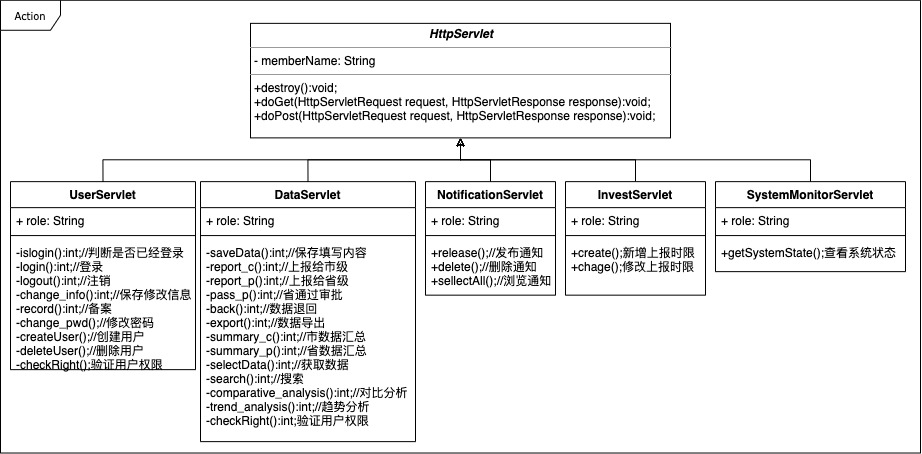 Action
HttpServlet
- memberName: String
+destroy():void;
+doGet(HttpServletRequest request, HttpServletResponse response):void;
+doPost(HttpServletRequest request, HttpServletResponse response):void;
UserServlet
+ role: String
-islogin():int;//判断是否已经登录
-login():int;//登录
-logout():int;//注销
-change_info():int;//保存修改信息
-record():int;//备案
-change_pwd();//修改密码
-createUser();//创建用户
-deleteUser();//删除用户
-checkRight();验证用户权限
DataServlet
+ role: String
-saveData():int;//保存填写内容
-report_c():int;//上报给市级
-report_p():int;//上报给省级
-pass_p():int;//省通过审批
-back():int;//数据退回
-export():int;//数据导出
-summary_c():int;//市数据汇总
-summary_p():int;//省数据汇总
-selectData():int;//获取数据
-search():int;//搜索
-comparative_analysis():int;//对比分析
-trend_analysis():int;//趋势分析
-checkRight():int;验证用户权限
NotificationServlet
+ role: String
+release();//发布通知
+delete();//删除通知
+sellectAll();//浏览通知
InvestServlet
+ role: String
+create();新增上报时限
+chage();修改上报时限
SystemMonitorServlet
+ role: String
+getSystemState();查看系统状态